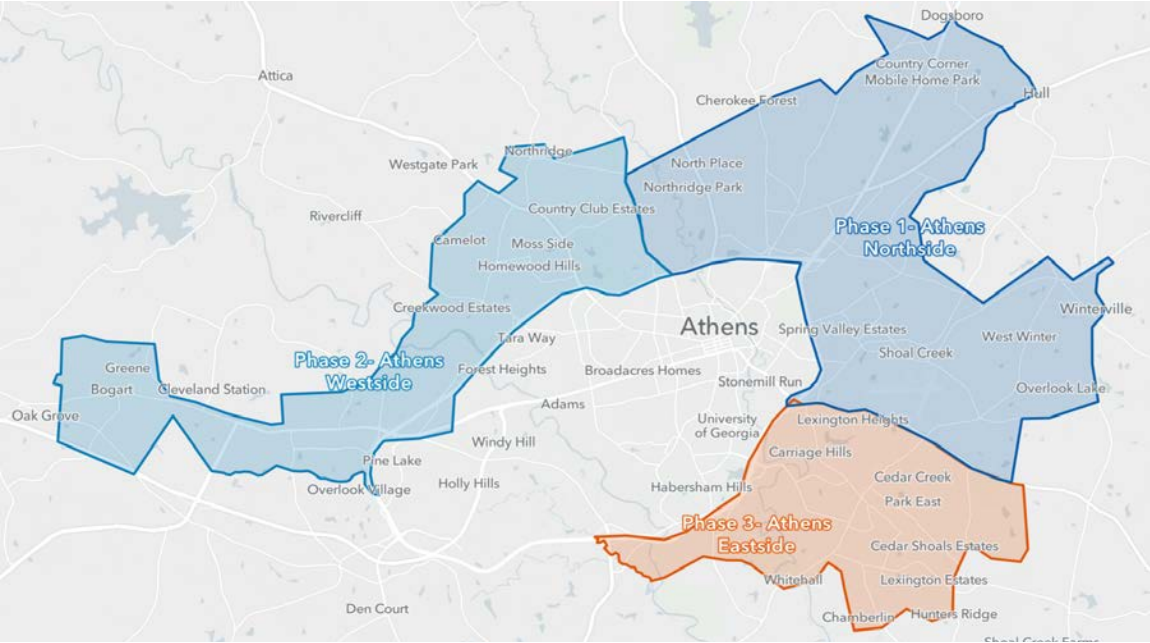 Dogsboro
Country Corner
Mobile Home Park
Attica
Hull
Cherokee Forest
Northridge
Westgate Park
North Place
Northridge Park
Rivercliff
Country Club Estates
Phase 1- Athens
Northside
Camelot
Moss Side
Homewood Hills
Creekwood Estates
Winterville
Athens
Spring Valley Estates
West Winter
Tara Way
Shoal Creek
Phase 2- Athens
Westside
Greene
Forest Heights
Broadacres Homes
Stonemill Run
Bogart
Cleveland Station
Overlook Lake
Adams
Oak Grove
University
of Georgia
Lexington Heights
Windy Hill
Carriage Hills
Pine Lake
Cedar Creek
Overlook Village
Holly Hills
Habersham Hills
Park East
Phase 3- Athens
Eastside
Cedar Shoals Estates
Whitehall
Lexington Estates
Den Court
Chamberlin
Hunters Ridge
Shoal Creek Farms